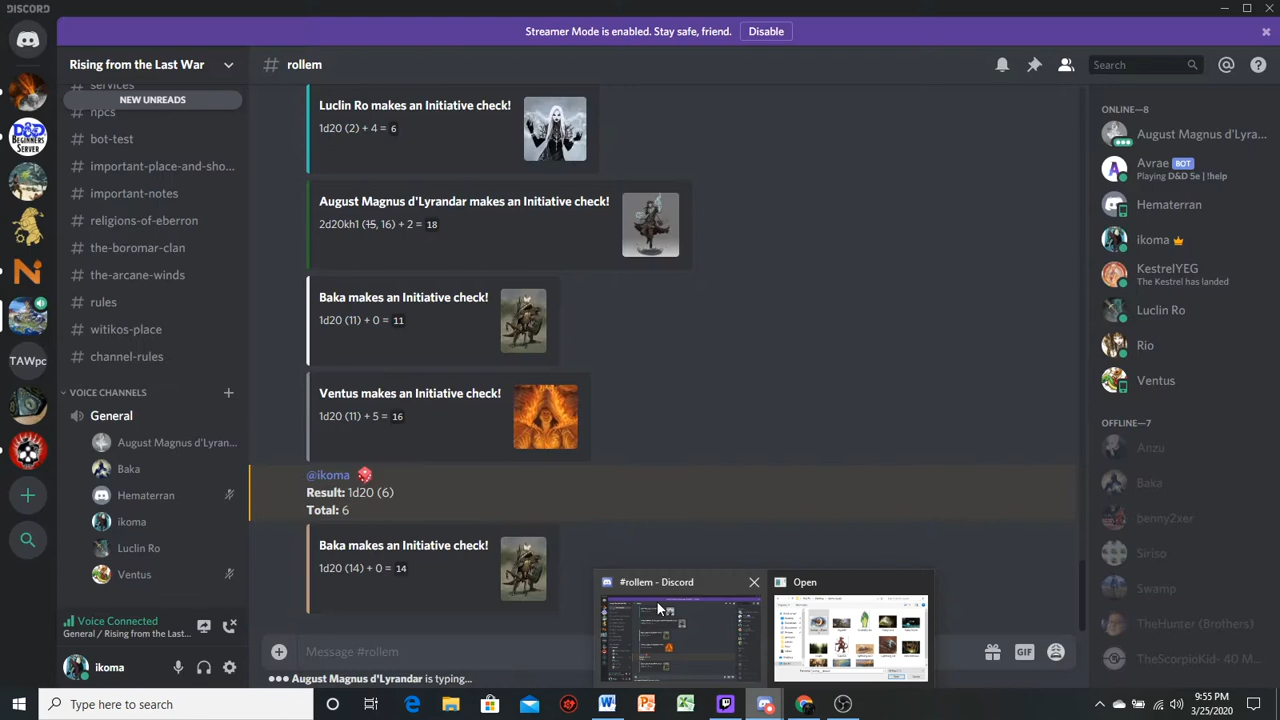 DISCORD
Streamer Mode is enabled. Stay safe, friend.
Disable
Rising from the Last War
# rollem
Search
services
NEW UNREADS
npcs
# bot-test
# important-place-and-sho...
# important-notes
# religions-of-eberron
# the-boromar-clan
# the-arcane-winds
# rules
# witikos-place
# channel-rules
VOICE CHANNELS
General
August Magnus d'Lyran...
Baka
Hematerran
ikoma
Luclin Ro
Ventus
TAWpc
Connected
ikoma
Luclin Ro makes an Initiative check!
1d20 (2) + 4 = 6
August Magnus d'Lyrandar makes an Initiative check!
2d20kh1 (15, 16) + 2 = 18
Baka makes an Initiative check!
1d20 (11) + 0 = 11
Ventus makes an Initiative check!
1d20 (11) + 5 = 16
@ikoma
Result: 1d20 (6)
Total: 6
Baka makes an Initiative check!
1d20 (14) + 0 = 14
#rollem - Discord
Open
Message #rollem
GIF
August Magnus d'Lyrandar is typing...
ONLINE—8
August Magnus d'Lyra...
Avrae BOT
Playing D&D 5e | !help
Hematerran
ikoma
KestrelYEG
The Kestrel has landed
Luclin Ro
Rio
Ventus
OFFLINE—7
Anzu
Baka
benny2xer
Siriso
Swamp
TheHunter (Brothers)
Type here to search
9:55 PM
3/25/2020